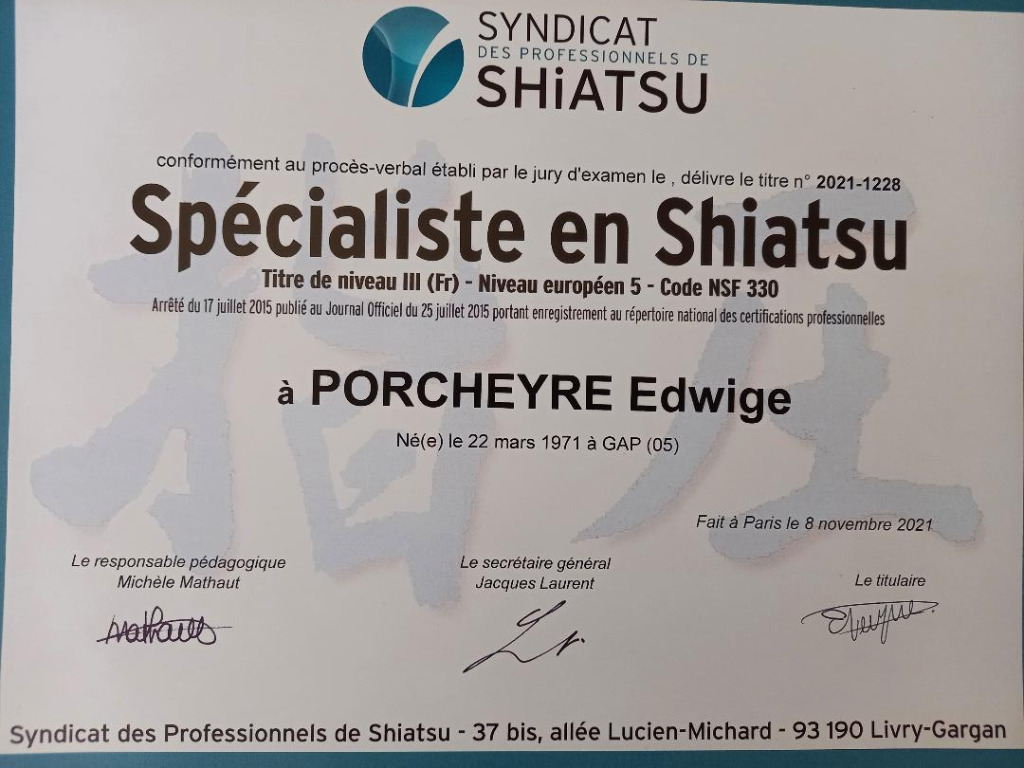 SYNDICAT
DES PROFESSIONNELS DE
SHiATSU
conformément au procès-verbal établi par le jury d'examen le , délivre le titre n° 2021-1228
Spécialiste en Shiatsu
Titre de niveau III (Fr) - Niveau européen 5 - Code NSF 330
Arrêté du 17 juillet 2015 publié au Journal Officiel du 25 juillet 2015 portant enregistrement au répertoire national des certifications professionnelles
à PORCHEYRE Edwige
Né(e) le 22 mars 1971 à GAP (05)
Fait à Paris le 8 novembre 2021
Le responsable pédagogique
Michèle Mathaut
Le secrétaire général
Jacques Laurent
Le titulaire
Syndicat des Professionnels de Shiatsu - 37 bis, allée Lucien-Michard - 93 190 Livry-Gargan